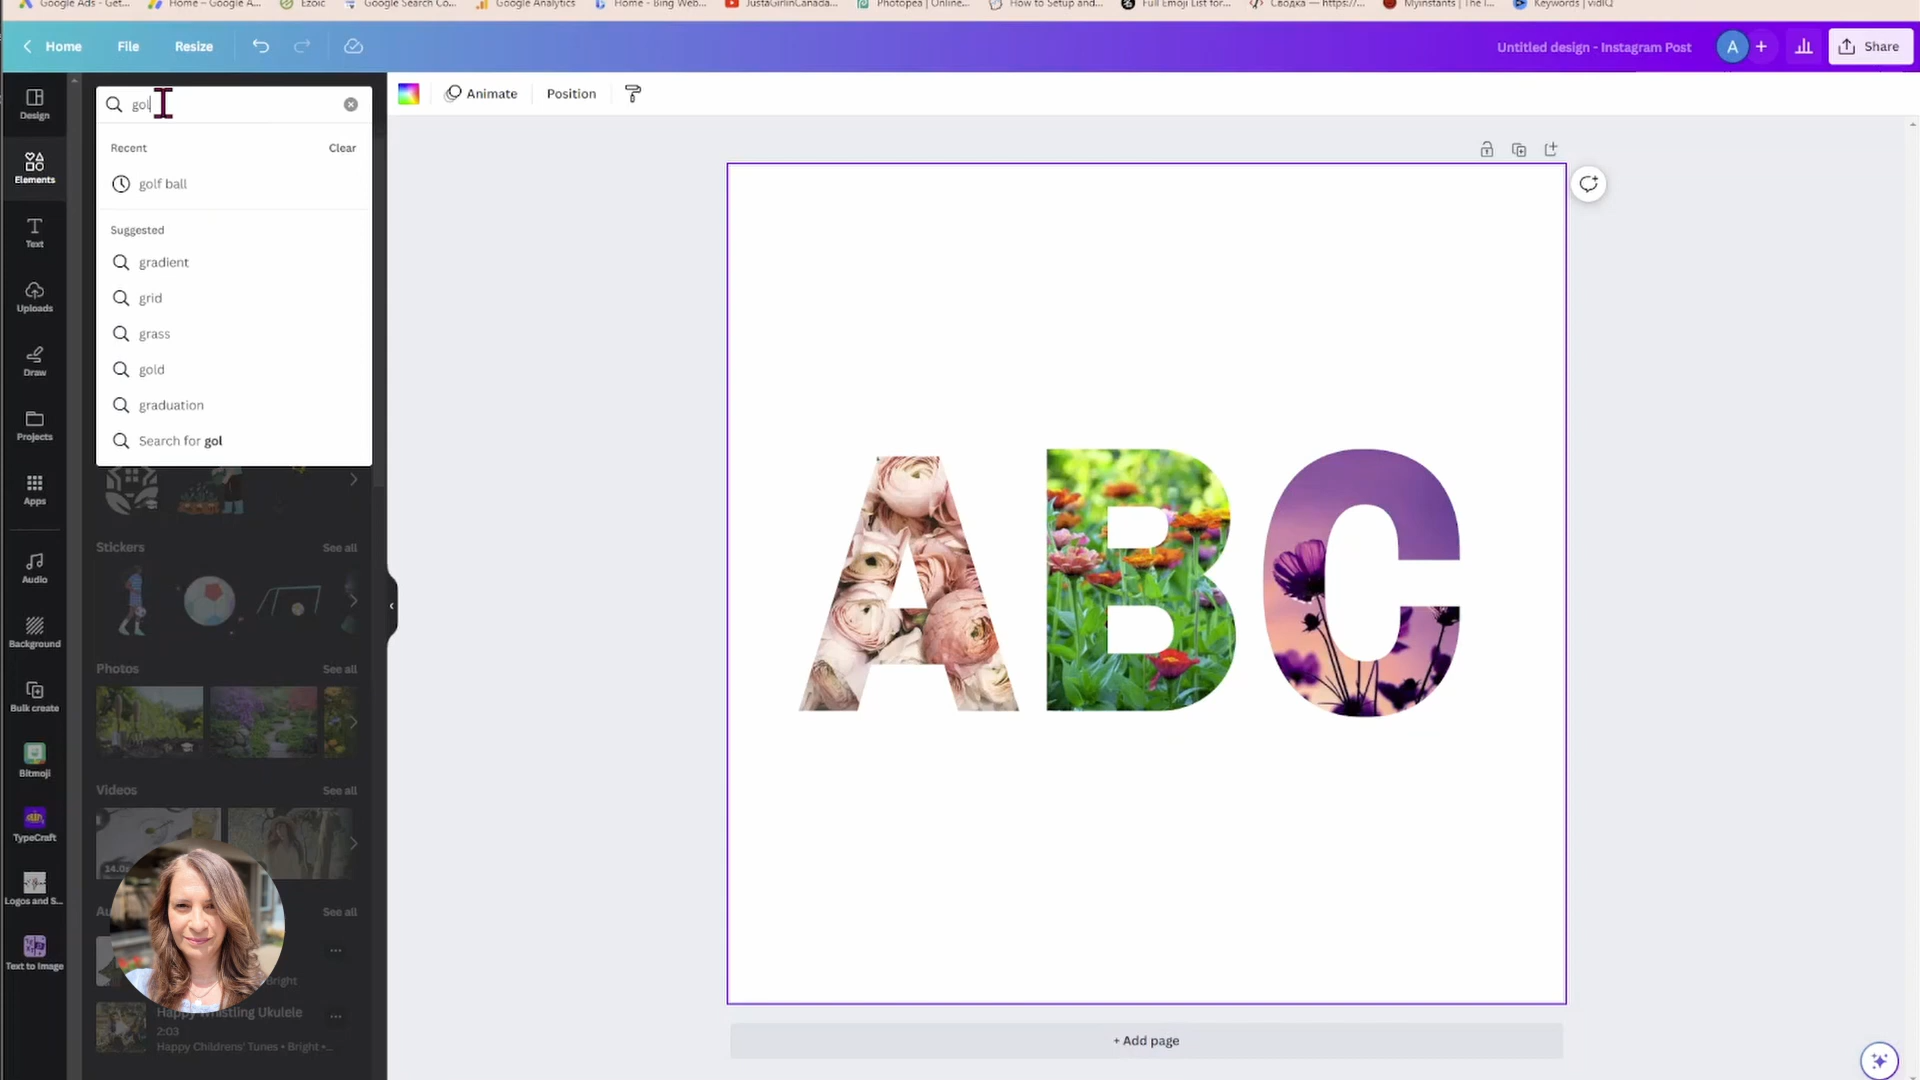 Google Ads - Get...
Home – Google A...
Ezoic
Google Search Co...
Google Analytics
Home - Bing Web...
JustaGirlinCanada...
Photopea | Online...
How to Setup and...
Full Emoji List for...
Сводка — https://...
Myinstants | The l...
Keywords | vidIQ
Home
File
Resize
Untitled design - Instagram Post
A
+
Share
Design
Elements
Text
Uploads
Draw
Projects
Apps
Audio
Background
Bulk create
Bitmoji
TypeCraft
Logos and S...
Text to Image
gol
Recent
Clear
golf ball
Suggested
gradient
grid
grass
gold
graduation
Search for gol
Stickers
See all
Photos
See all
Videos
See all
14.0s
Au
See all
Bright
Happy Whistling Ukulele
2:03
Happy Childrens' Tunes • Bright •...
Animate
Position
ABC
+ Add page